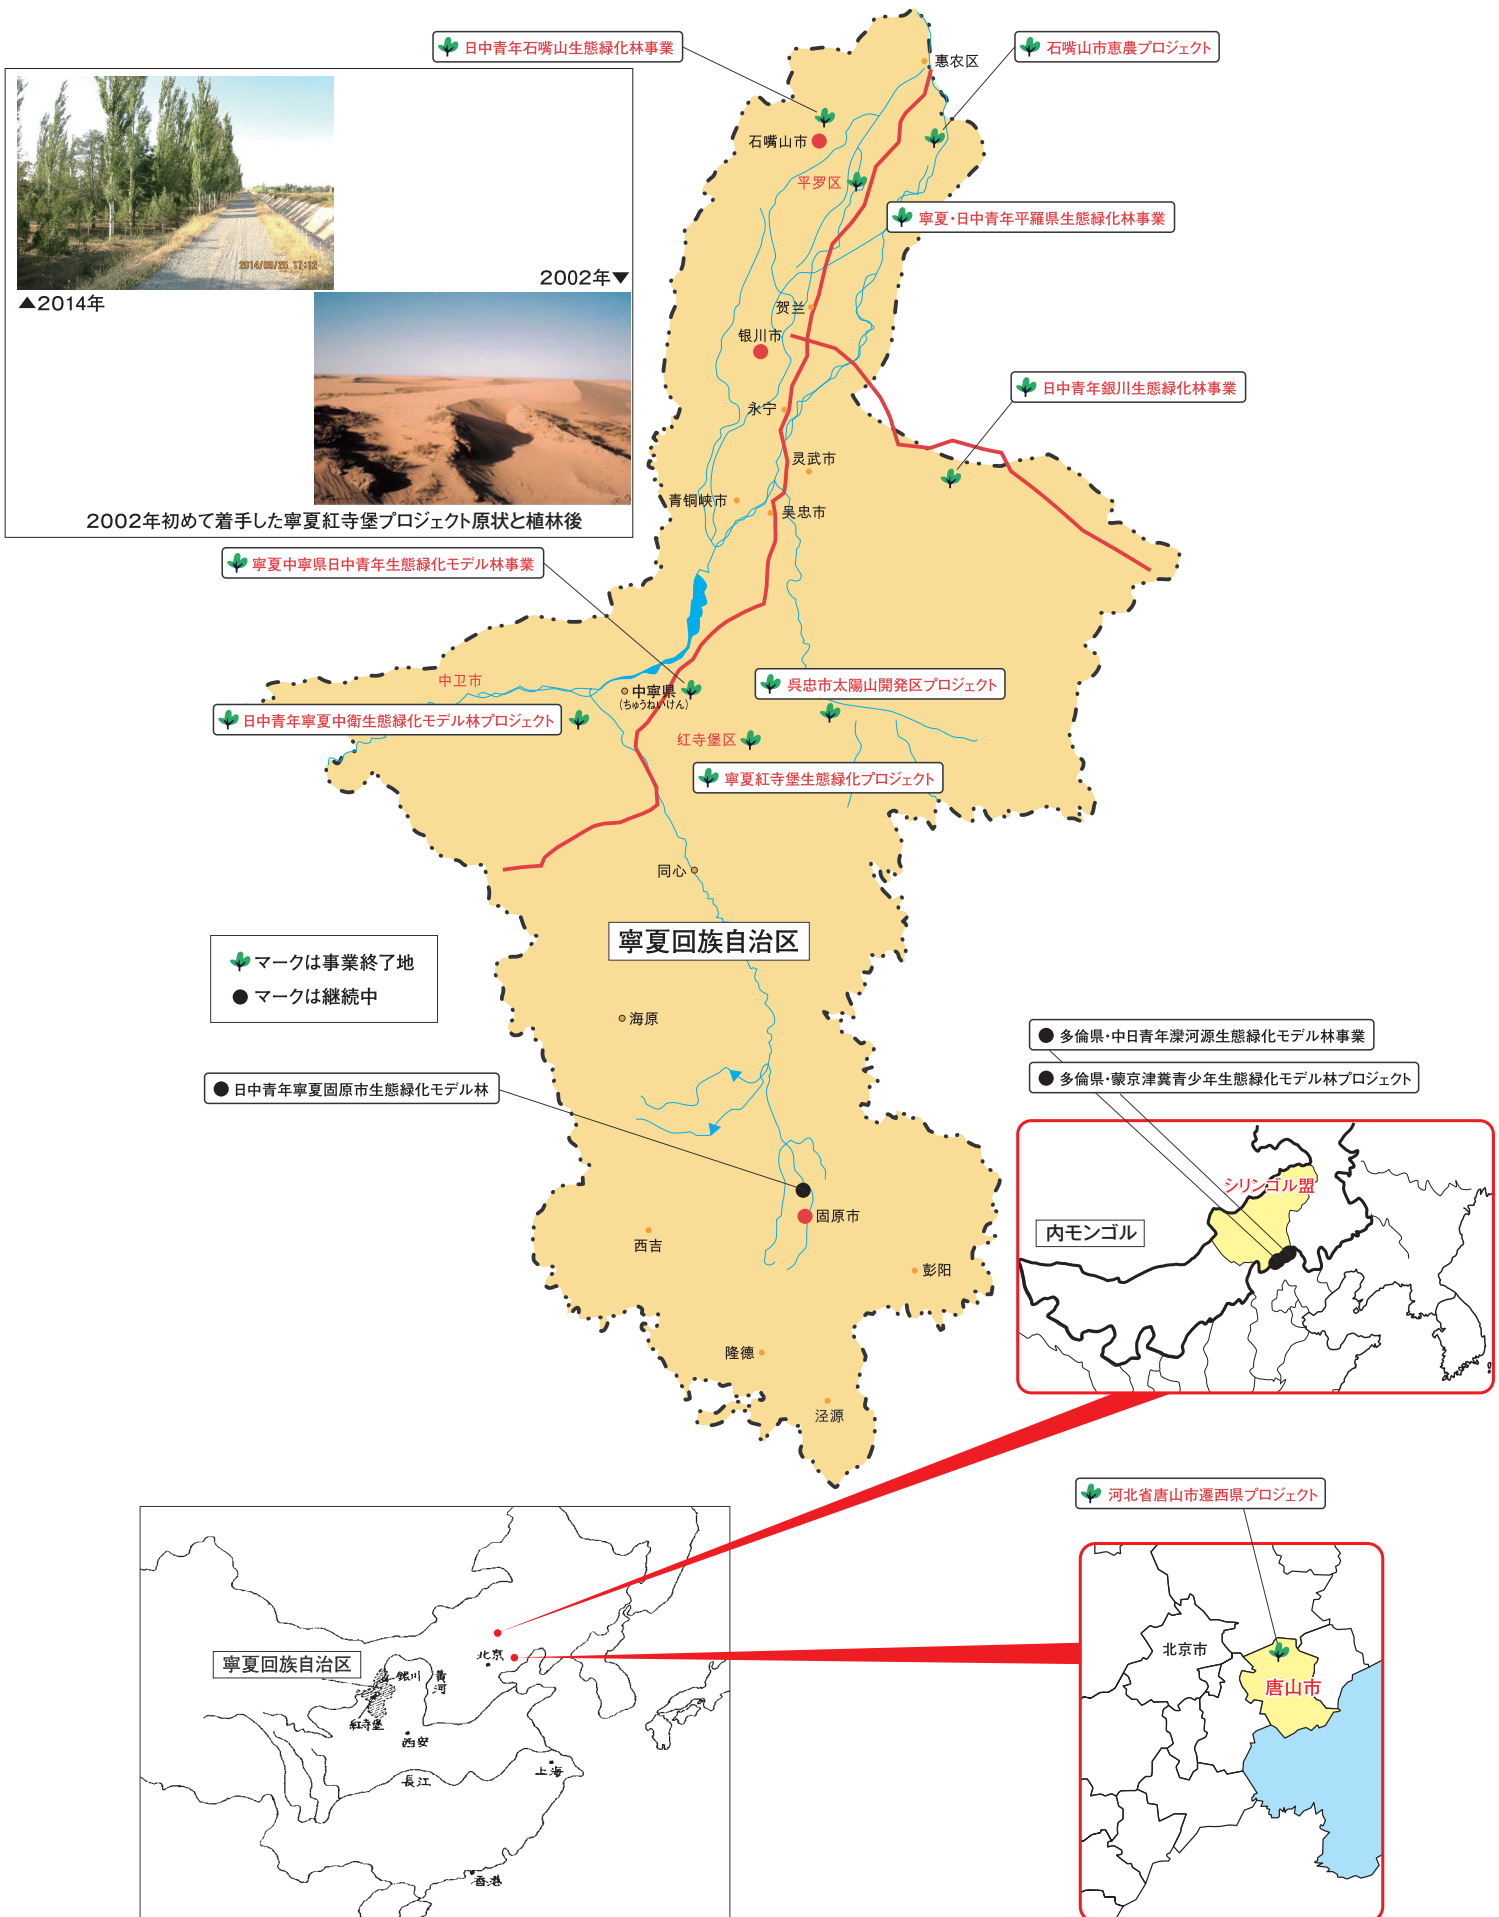 日中青年石嘴山生態緑化林事業
石嘴山市恵農プロジェクト
惠农区
石嘴山市
平罗区
寧夏・日中青年平羅県生態緑化林事業
2014/09/25 17:12
2002年▼
▲2014年
贺兰
银川市
日中青年銀川生態緑化林事業
永宁
灵武市
青铜峡市
吴忠市
2002年初めて着手した寧夏紅寺堡プロジェクト原状と植林後
寧夏中寧県日中青年生態緑化モデル林事業
中卫市
中寧県
(ちゅうねいけん)
呉忠市太陽山開発区プロジェクト
日中青年寧夏中衛生態緑化モデル林プロジェクト
红寺堡区
寧夏紅寺堡生態緑化プロジェクト
同心
寧夏回族自治区
マークは事業終了地
●マークは継続中
海原
●多倫県・中日青年灤河源生態緑化モデル林事業
●多倫県・蒙京津糞青少年生態緑化モデル林プロジェクト
●日中青年寧夏固原市生態緑化モデル林
シリンゴル盟
内モンゴル
固原市
西吉
彭阳
隆德
泾源
河北省唐山市遷西県プロジェクト
北京市
唐山市
北京
寧夏回族自治区
銀川
黄河
紅寺堡
西安
長江
上海
香港